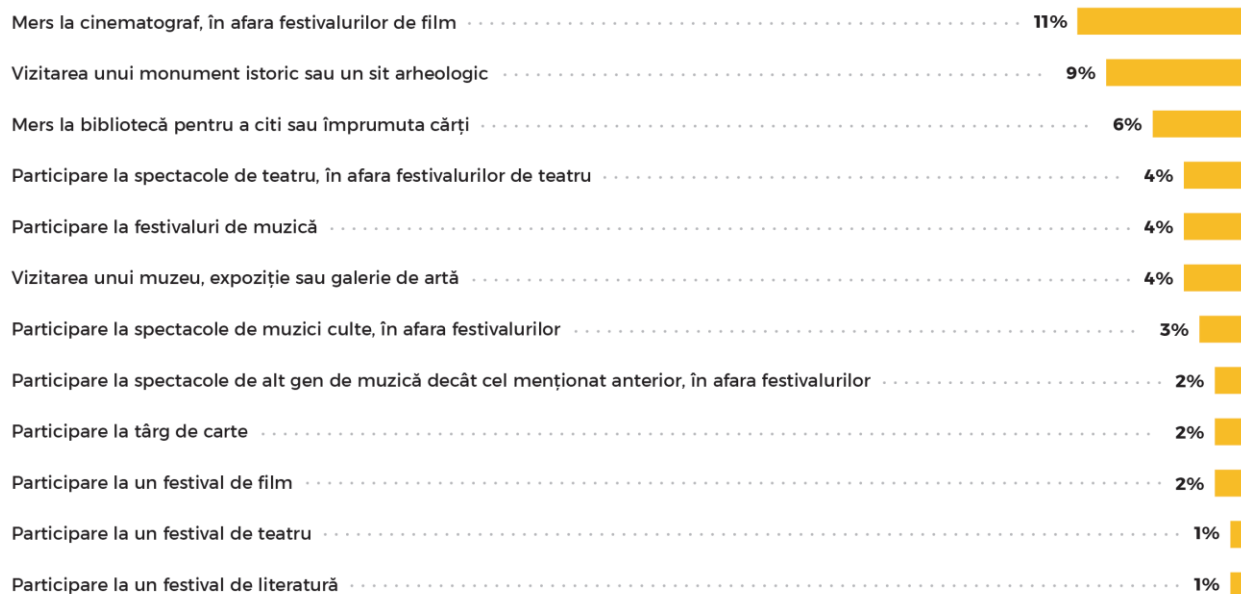 Mers la cinematograf, în afara festivalurilor de film 11%
Vizitarea unui monument istoric sau un sit arheologic 9%
Mers la bibliotecă pentru a citi sau împrumuta cărți 6%
Participare la spectacole de teatru, în afara festivalurilor de teatru 4%
Participare la festivaluri de muzică 4%
Vizitarea unui muzeu, expoziție sau galerie de artă 4%
Participare la spectacole de muzici culte, în afara festivalurilor 3%
Participare la spectacole de alt gen de muzică decât cel menționat anterior, în afara festivalurilor 2%
Participare la târg de carte 2%
Participare la un festival de film 2%
Participare la un festival de teatru 1%
Participare la un festival de literatură 1%